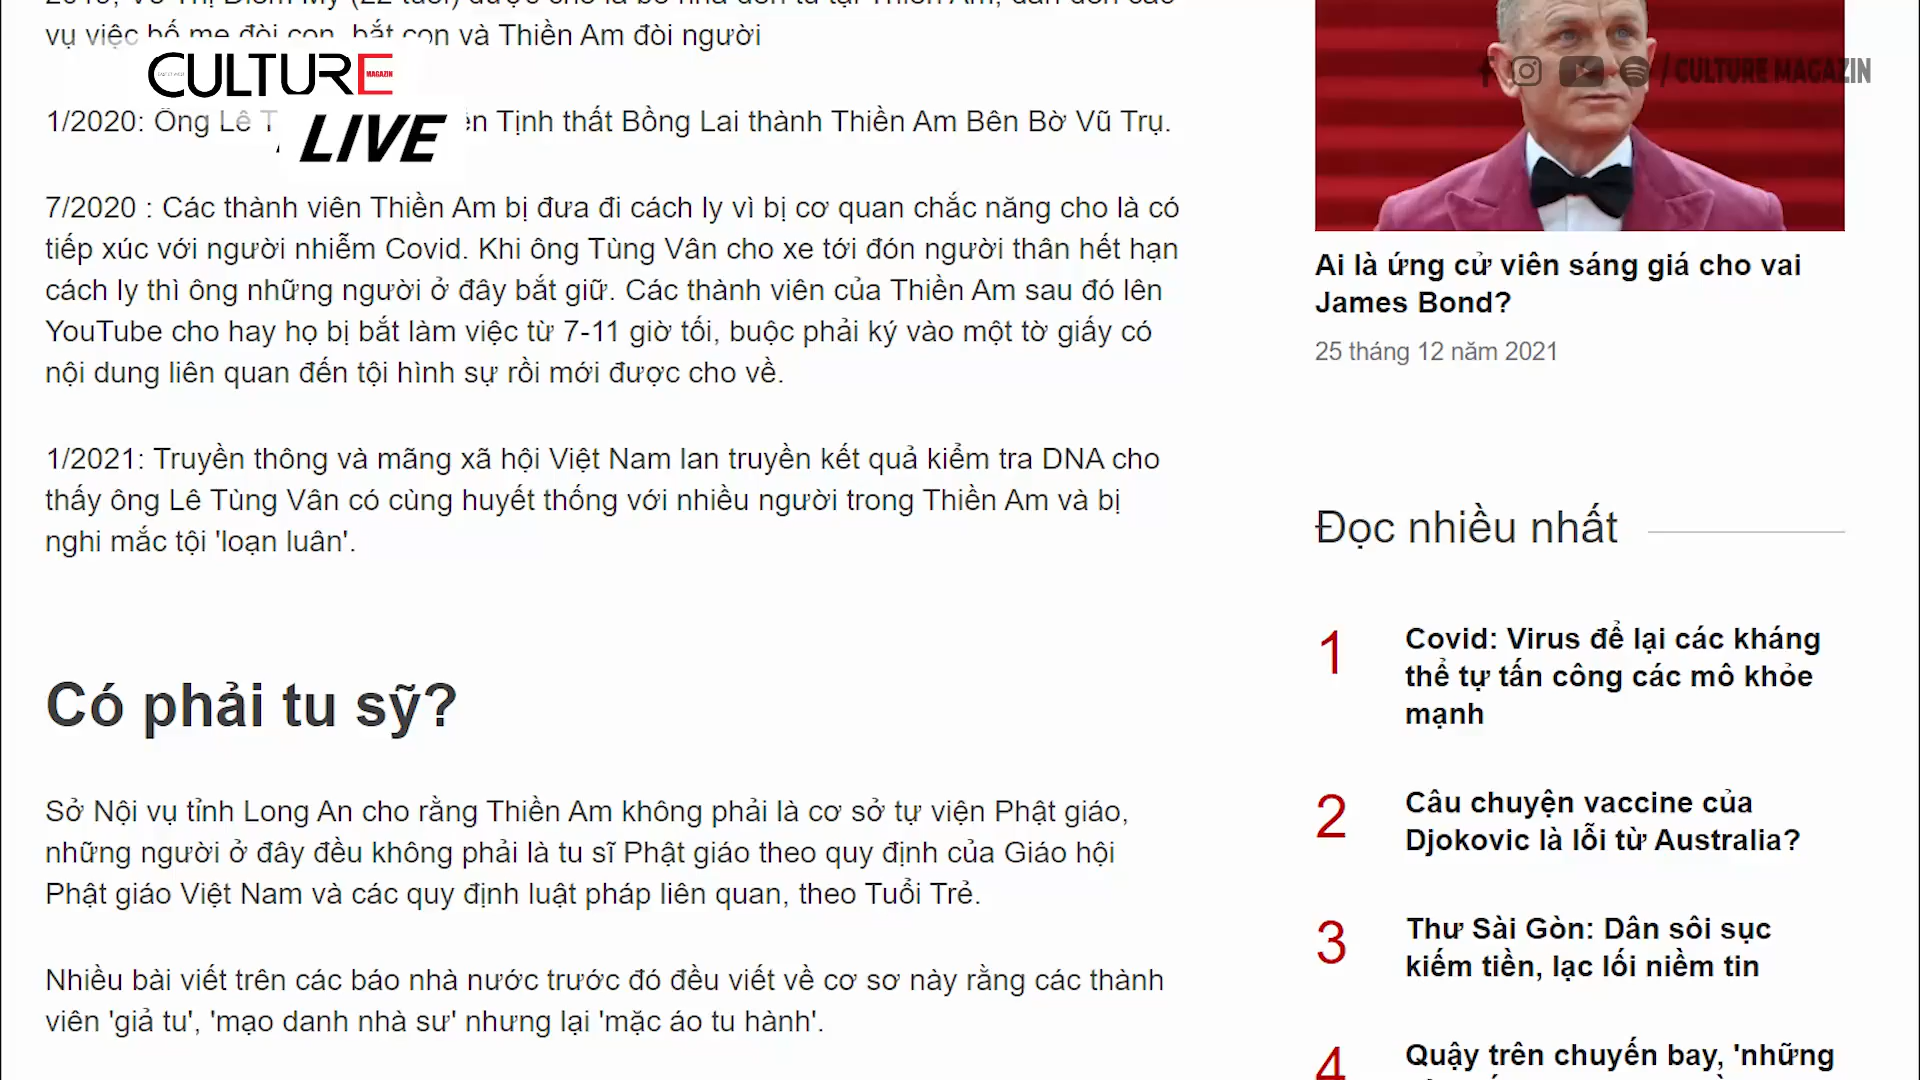 vụ việc bố mẹ đòi con, bắt con và Thiền Am đòi người
CULTURE
MAGAZIN
LIVE
1/2020: Ông Lê T ên Tịnh thất Bồng Lai thành Thiền Am Bên Bờ Vũ Trụ.
7/2020 : Các thành viên Thiền Am bị đưa đi cách ly vì bị cơ quan chắc năng cho là có
tiếp xúc với người nhiễm Covid. Khi ông Tùng Vân cho xe tới đón người thân hết hạn
cách ly thì ông những người ở đây bắt giữ. Các thành viên của Thiền Am sau đó lên
YouTube cho hay họ bị bắt làm việc từ 7-11 giờ tối, buộc phải ký vào một tờ giấy có
nội dung liên quan đến tội hình sự rồi mới được cho về.
1/2021: Truyền thông và mãng xã hội Việt Nam lan truyền kết quả kiểm tra DNA cho
thấy ông Lê Tùng Vân có cùng huyết thống với nhiều người trong Thiền Am và bị
nghi mắc tội 'loạn luân'.
Có phải tu sỹ?
Sở Nội vụ tỉnh Long An cho rằng Thiền Am không phải là cơ sở tự viện Phật giáo,
những người ở đây đều không phải là tu sĩ Phật giáo theo quy định của Giáo hội
Phật giáo Việt Nam và các quy định luật pháp liên quan, theo Tuổi Trẻ.
Nhiều bài viết trên các báo nhà nước trước đó đều viết về cơ sơ này rằng các thành
viên 'giả tu', 'mạo danh nhà sư' nhưng lại 'mặc áo tu hành'.
/ CULTURE MAGAZIN
Ai là ứng cử viên sáng giá cho vai
James Bond?
25 tháng 12 năm 2021
Đọc nhiều nhất
1
Covid: Virus để lại các kháng
thể tự tấn công các mô khỏe
mạnh
2
Câu chuyện vaccine của
Djokovic là lỗi từ Australia?
3
Thư Sài Gòn: Dân sôi sục
kiếm tiền, lạc lối niềm tin
4
Quậy trên chuyến bay, 'những